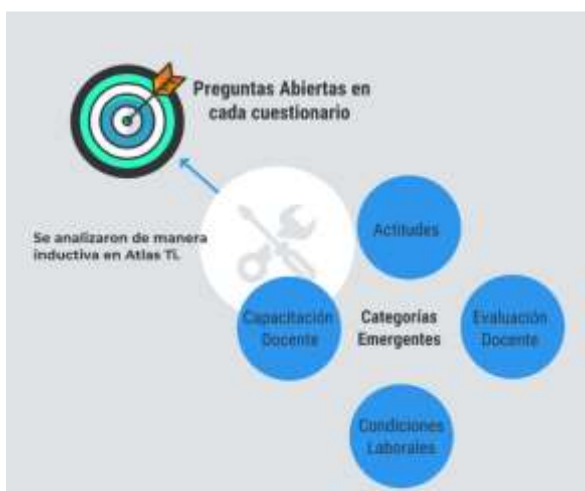 Preguntas Abiertas en
cada cuestionario
Se analizaron de manera
inductiva en Atlas Ti.
Actitudes
Capacitación
Docente
Categorías
Emergentes
Evaluación
Docente
Condiciones
Laborales